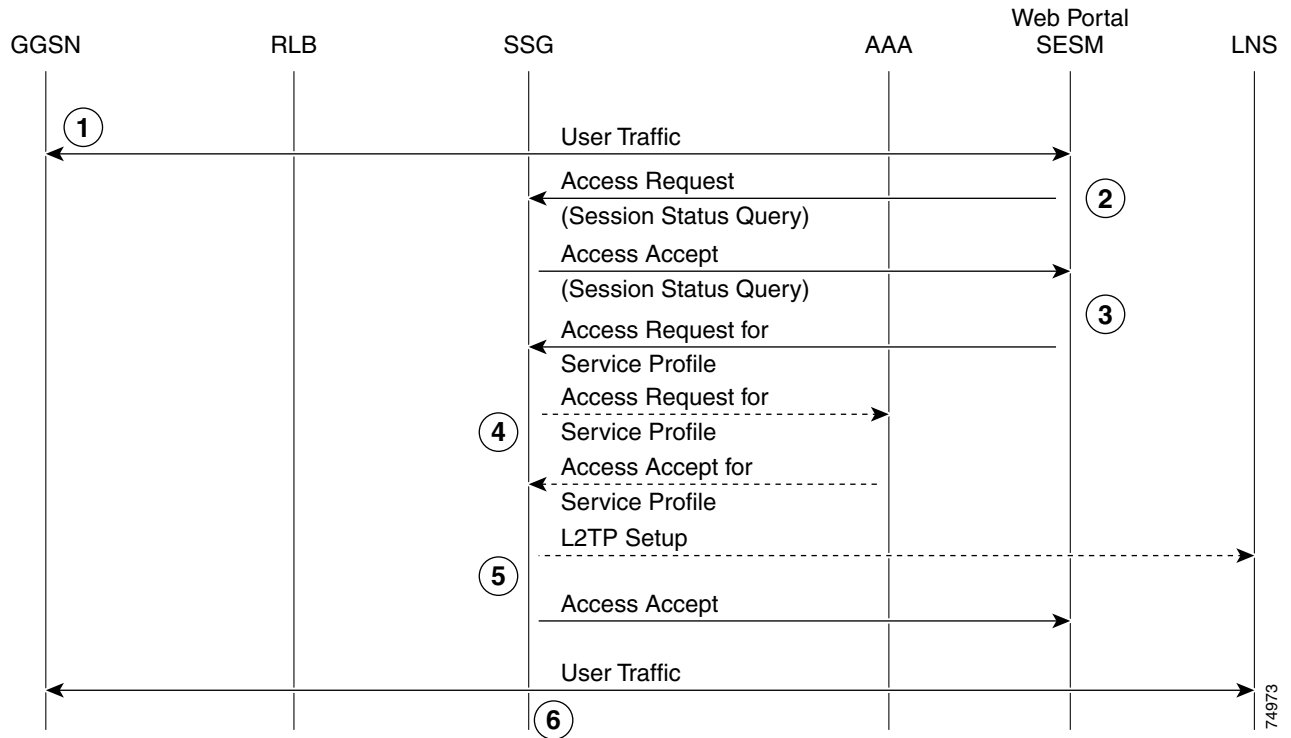 Web Portal
GGSN RLB SSG AAA SESM LNS
1
User Traffic
Access Request
2
(Session Status Query)
Access Accept
(Session Status Query)
3
Access Request for
Service Profile
Access Request for
4
Service Profile
Access Accept for
Service Profile
L2TP Setup
5
Access Accept
User Traffic
6
74973